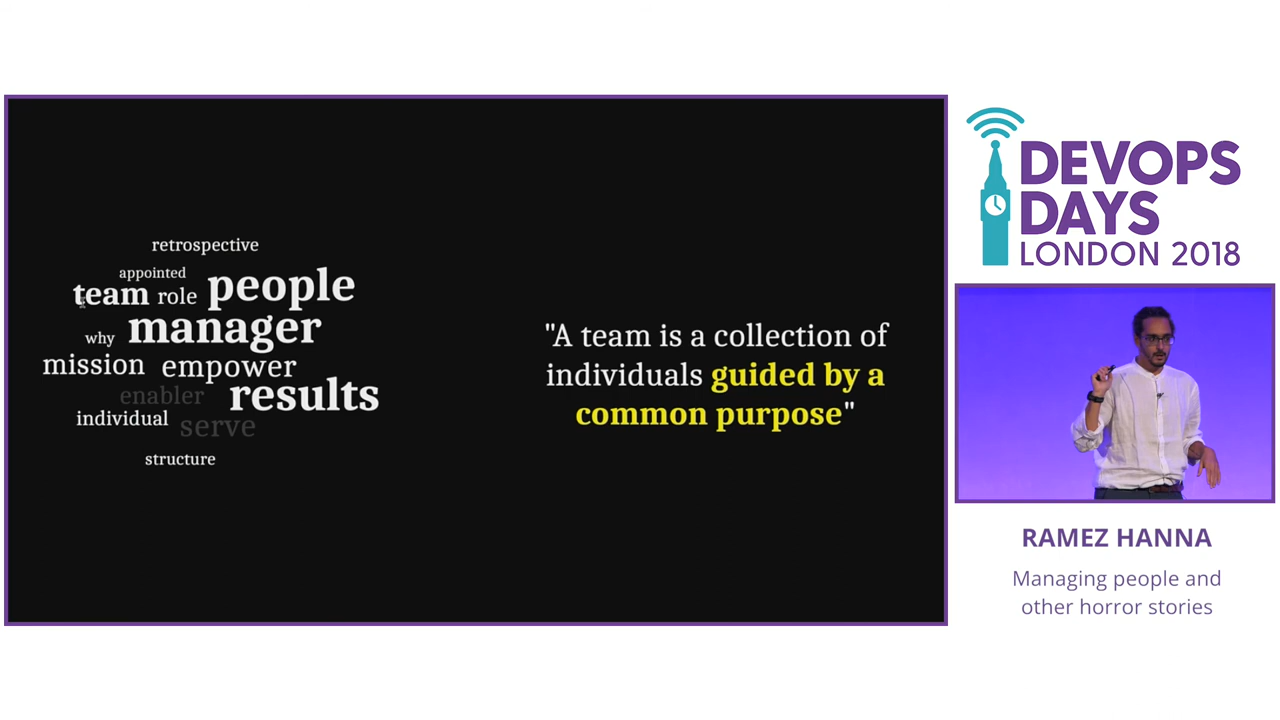 retrospective
appointed
team role people
why manager
mission empower
enabler results
individual serve
structure
"A team is a collection of
individuals guided by a
common purpose"
DEVOPS
DAYS
LONDON 2018
RAMEZ HANNA
Managing people and
other horror stories